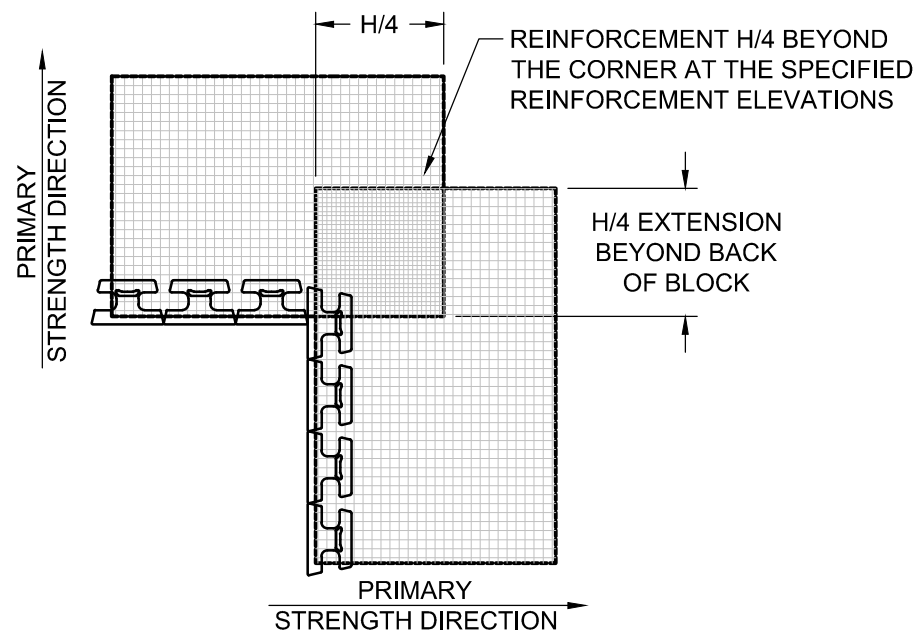 H/4
REINFORCEMENT H/4 BEYOND
THE CORNER AT THE SPECIFIED
REINFORCEMENT ELEVATIONS
PRIMARY
STRENGTH DIRECTION
H/4 EXTENSION
BEYOND BACK
OF BLOCK
PRIMARY
STRENGTH DIRECTION